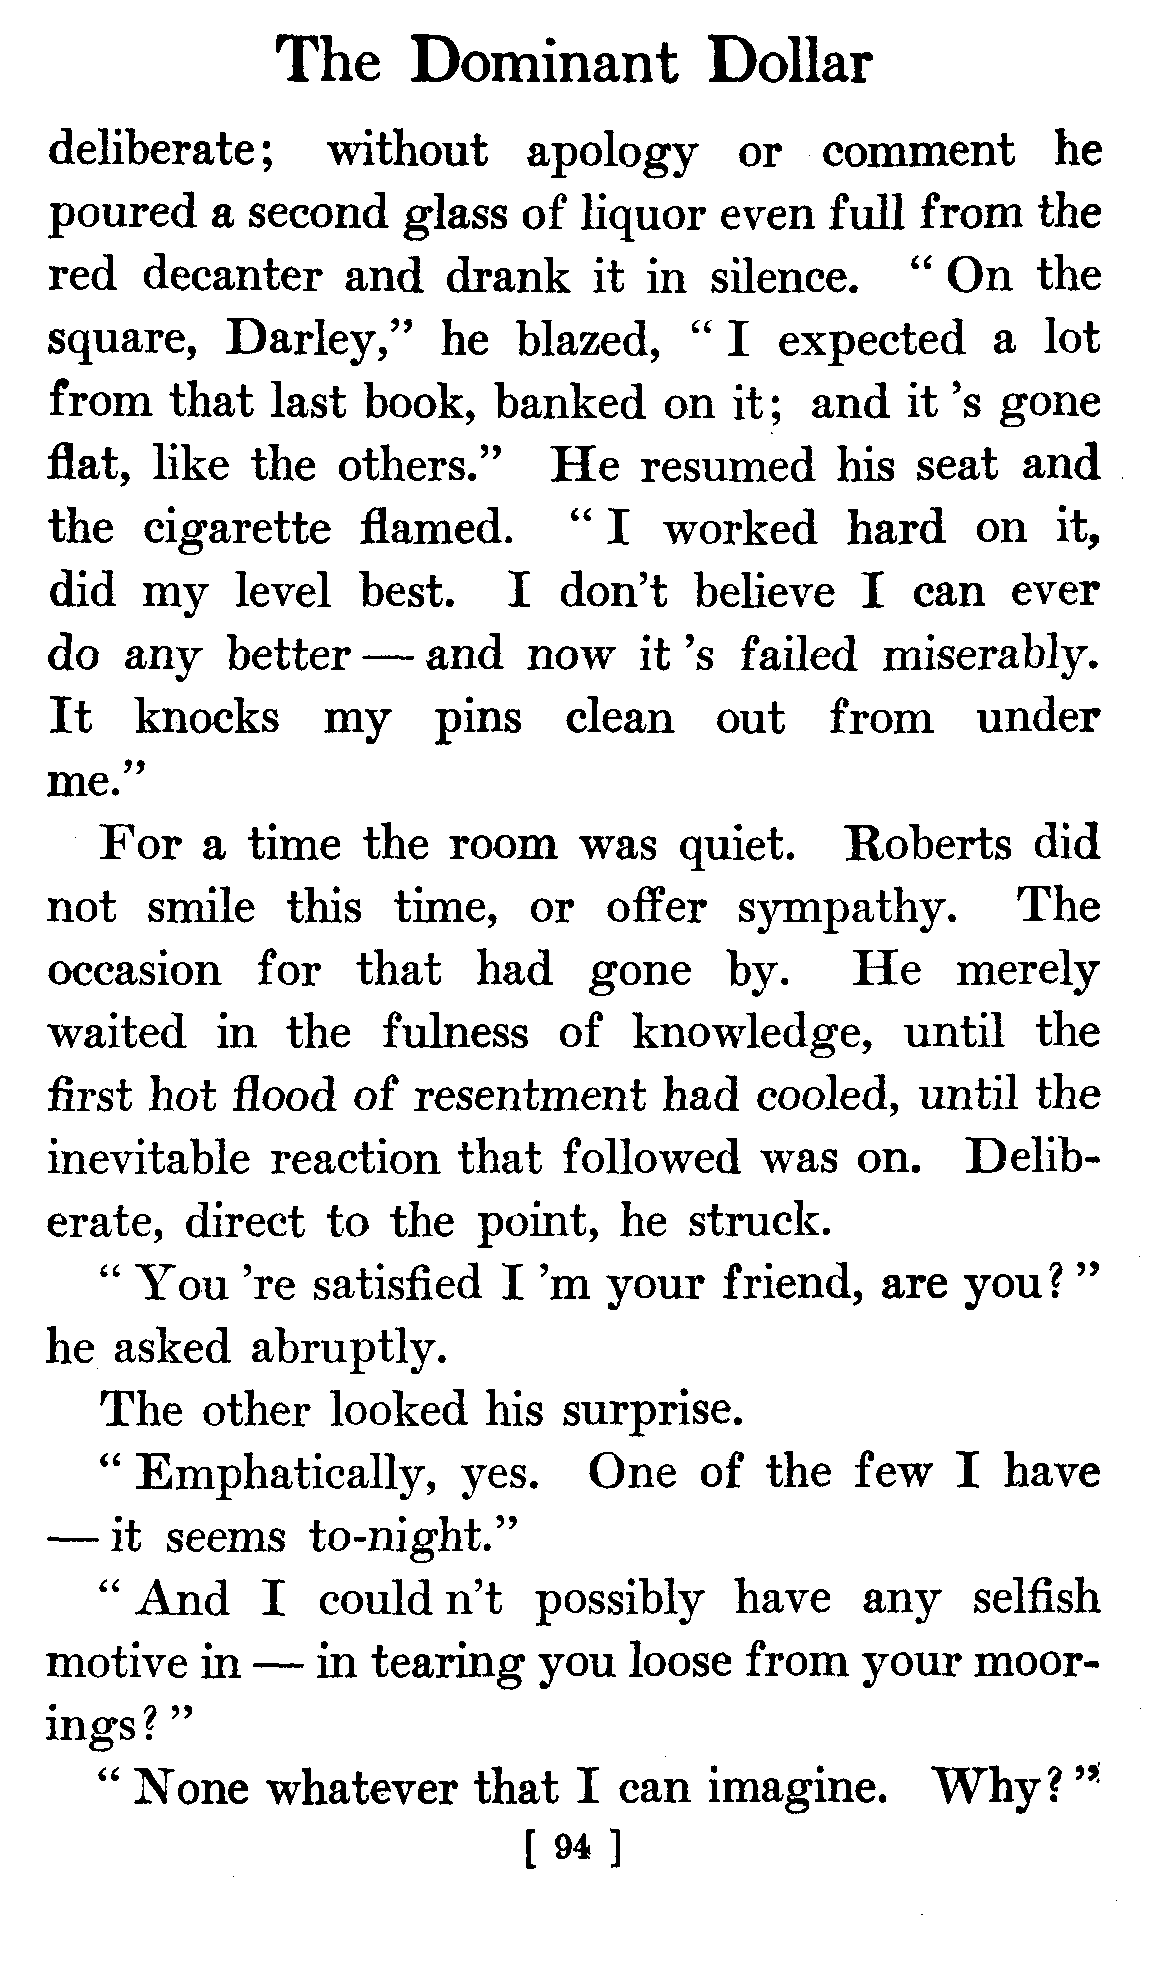 The Dominant Dollar
deliberate; without apology or comment he
poured a second glass of liquor even full from the
red decanter and drank it in silence. “ On the
square, Darley,” he blazed, “ I expected a lot
from that last book, banked on it; and it 's gone
flat, like the others.” He resumed his seat and
the cigarette flamed. “ I worked hard on it,
did my level best. I don't believe I can ever
do any better — and now it 's failed miserably.
It knocks my pins clean out from under
me.”
For a time the room was quiet. Roberts did
not smile this time, or offer sympathy. The
occasion for that had gone by. He merely
waited in the fulness of knowledge, until the
first hot flood of resentment had cooled, until the
inevitable reaction that followed was on. Delib-
erate, direct to the point, he struck.
“ You 're satisfied I 'm your friend, are you? ”
he asked abruptly.
The other looked his surprise.
“ Emphatically, yes. One of the few I have
— it seems to-night.”
“ And I could n't possibly have any selfish
motive in — in tearing you loose from your moor-
ings? ”
“ None whatever that I can imagine. Why? ”
[ 94 ]